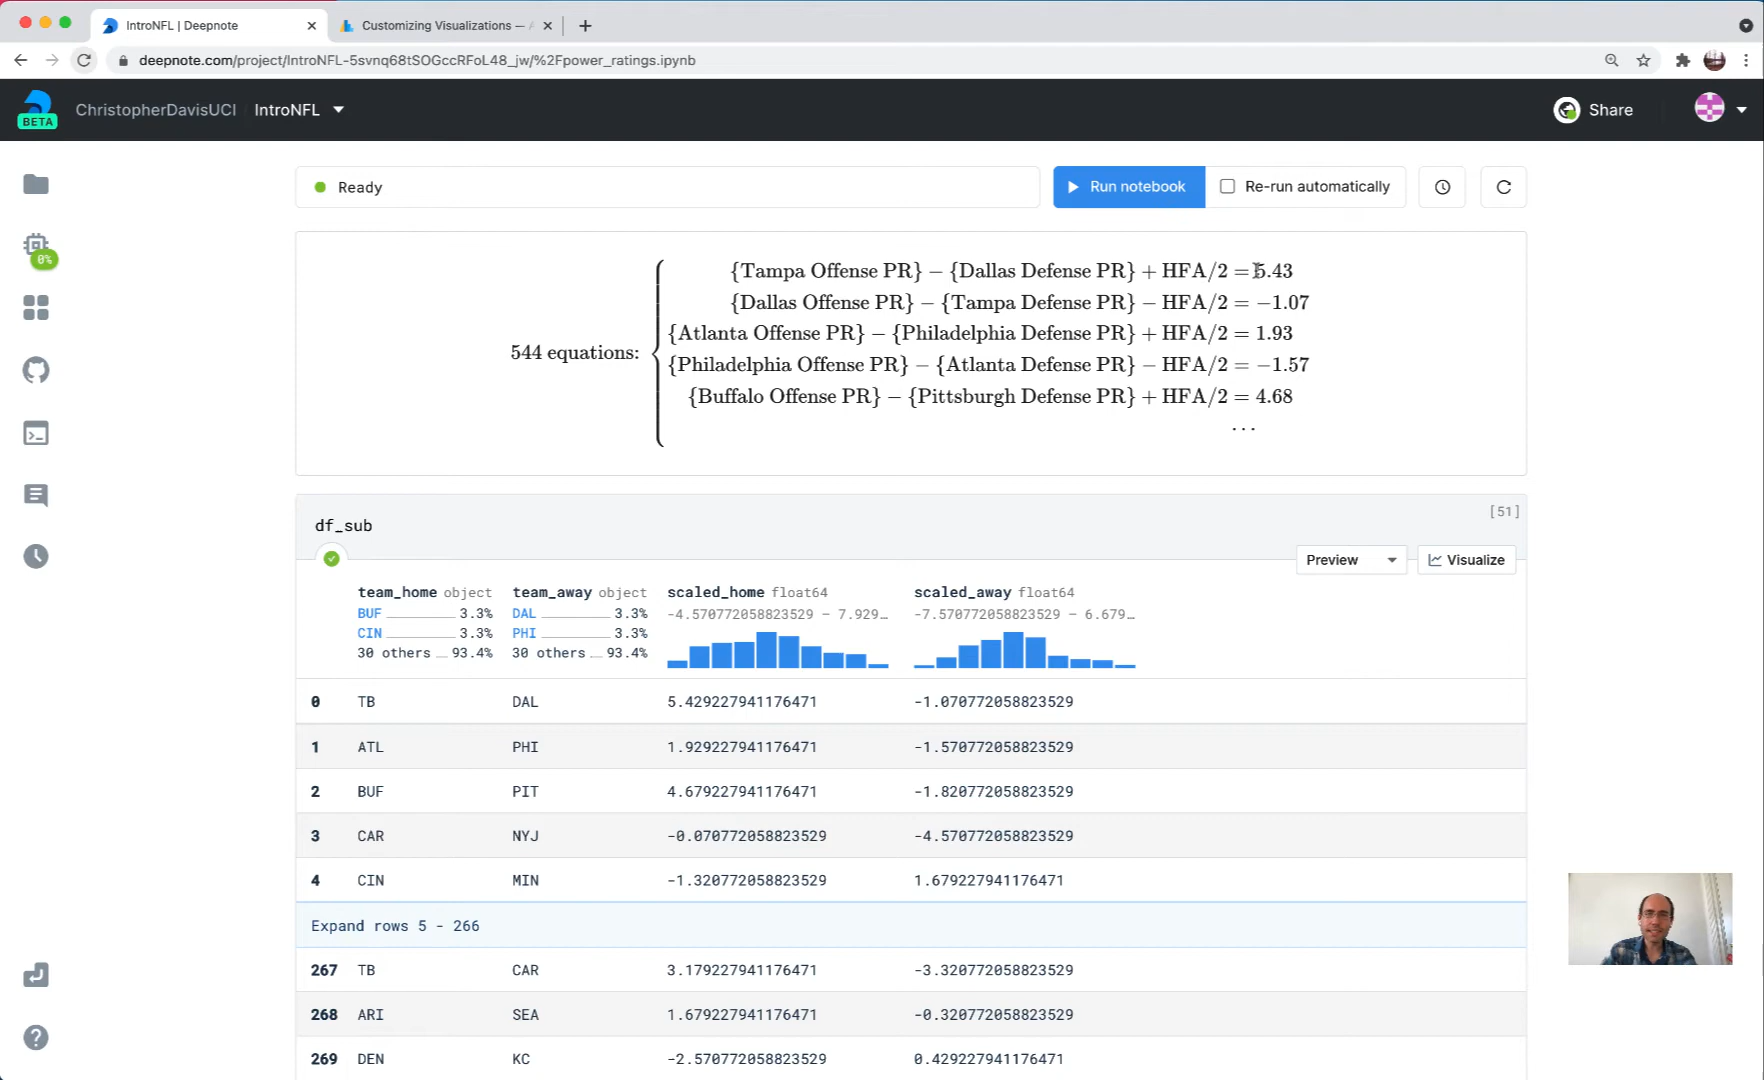 IntroNFL | Deepnote
Customizing Visualizations —
deepnote.com/project/IntroNFL-5svnq68tSOGccRFoL48_jw/%2Fpower_ratings.ipynb
BETA
ChristopherDavisUCI IntroNFL
Share
0%
Ready
Run notebook
Re-run automatically
544 equations:
{Tampa Offense PR} − {Dallas Defense PR} + HFA/2 = 5.43
{Dallas Offense PR} − {Tampa Defense PR} − HFA/2 = −1.07
{Atlanta Offense PR} − {Philadelphia Defense PR} + HFA/2 = 1.93
{Philadelphia Offense PR} − {Atlanta Defense PR} − HFA/2 = −1.57
{Buffalo Offense PR} − {Pittsburgh Defense PR} + HFA/2 = 4.68
...
[51]
df_sub
Preview
Visualize
team_home object team_away object scaled_home float64 scaled_away float64
BUF 3.3% DAL 3.3% -4.570772058823529 – 7.929… -7.570772058823529 – 6.679…
CIN 3.3% PHI 3.3%
30 others 93.4% 30 others 93.4%
0 TB DAL 5.429227941176471 -1.070772058823529
1 ATL PHI 1.929227941176471 -1.570772058823529
2 BUF PIT 4.679227941176471 -1.820772058823529
3 CAR NYJ -0.070772058823529 -4.570772058823529
4 CIN MIN -1.320772058823529 1.679227941176471
Expand rows 5 - 266
267 TB CAR 3.179227941176471 -3.320772058823529
268 ARI SEA 1.679227941176471 -0.320772058823529
269 DEN KC -2.570772058823529 0.429227941176471